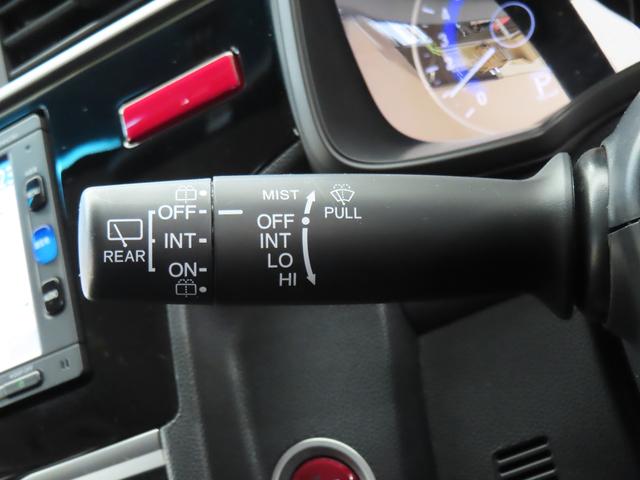 REAR
OFF
INT
ON
MIST
OFF
INT
LO
HI
PULL